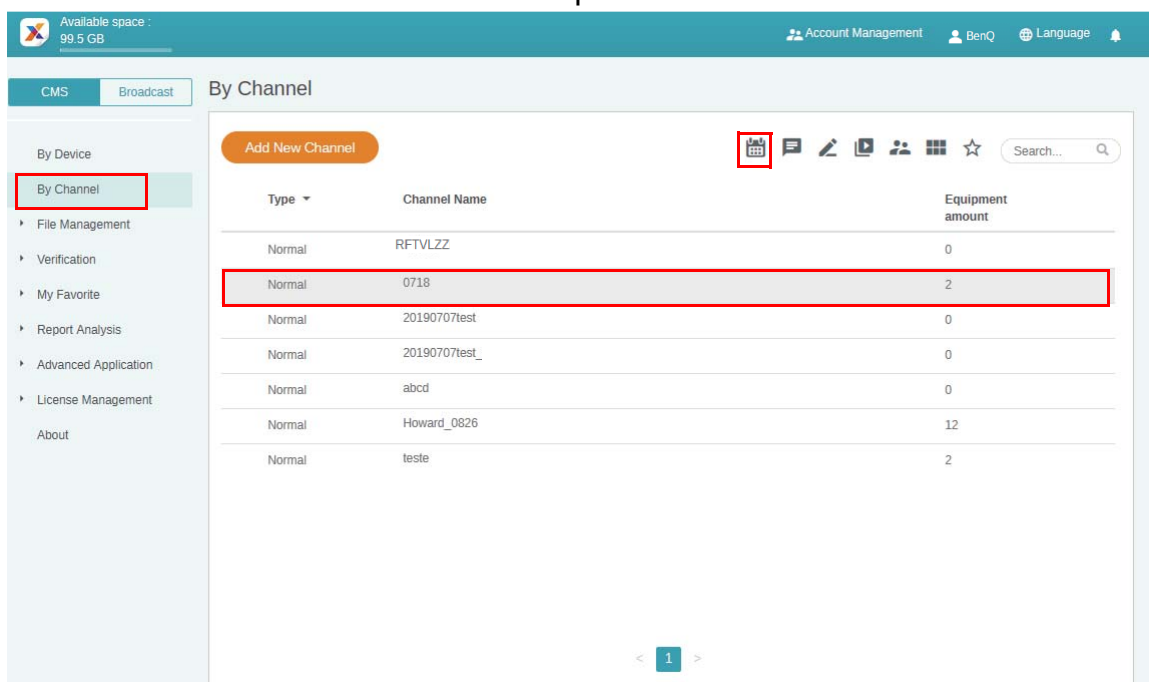 Available space :
99.5 GB
Account Management
BenQ
Language
CMS
Broadcast
By Channel
Add New Channel
Search...
By Device
By Channel
File Management
Verification
My Favorite
Report Analysis
Advanced Application
License Management
About
Type Channel Name Equipment amount
Normal RFTVLZZ 0
Normal 0718 2
Normal 20190707test 0
Normal 20190707test_ 0
Normal abcd 0
Normal Howard_0826 12
Normal teste 2
< 1 >